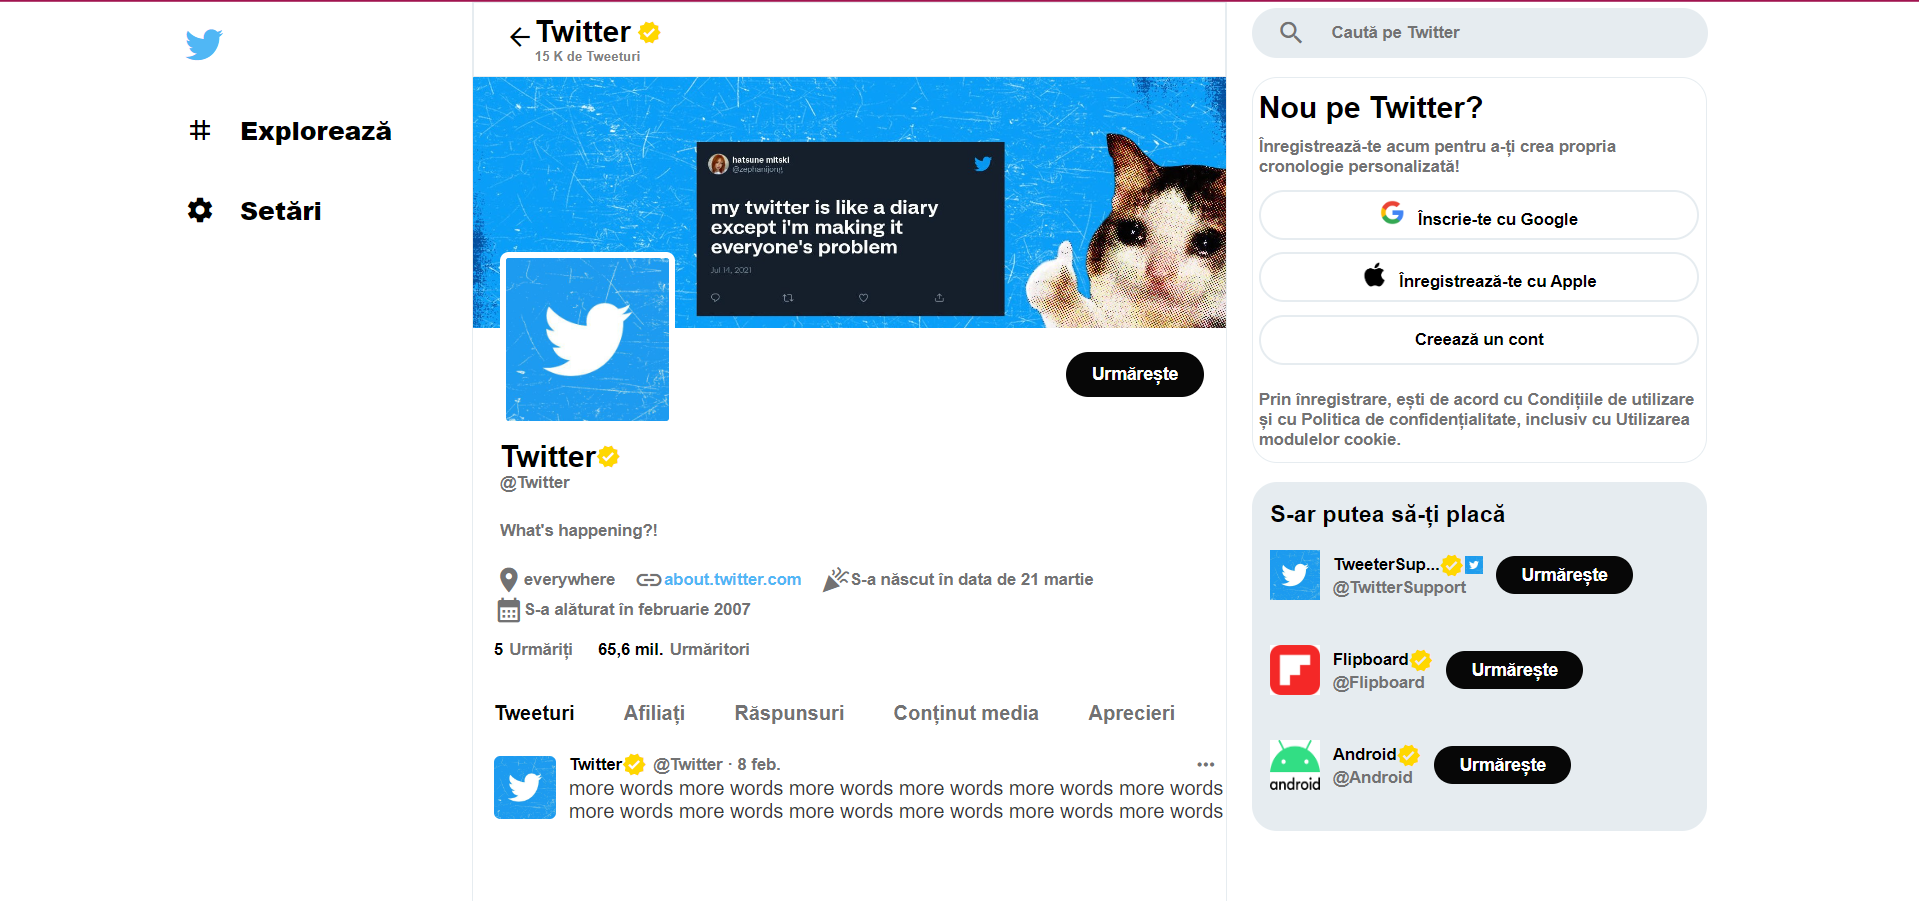 Explorează
Setări
Twitter
15 K de Tweeturi
hatsune mitski
@zephanijong
my twitter is like a diary
except i'm making it
everyone's problem
Jul 14, 2021
Urmărește
Twitter
@Twitter
What's happening?!
everywhere about.twitter.com S-a născut în data de 21 martie
S-a alăturat în februarie 2007
5 Urmăriți 65,6 mil. Urmăritori
Tweeturi Afiliați Răspunsuri Conținut media Aprecieri
Twitter @Twitter · 8 feb.
more words more words more words more words more words more words
more words more words more words more words more words more words
Caută pe Twitter
Nou pe Twitter?
Înregistrează-te acum pentru a-ți crea propria
cronologie personalizată!
Înscrie-te cu Google
Înregistrează-te cu Apple
Creează un cont
Prin înregistrare, ești de acord cu Condițiile de utilizare
și cu Politica de confidențialitate, inclusiv cu Utilizarea
modulelor cookie.
S-ar putea să-ți placă
TweeterSup...
@TwitterSupport
Urmărește
Flipboard
@Flipboard
Urmărește
android
Android
@Android
Urmărește